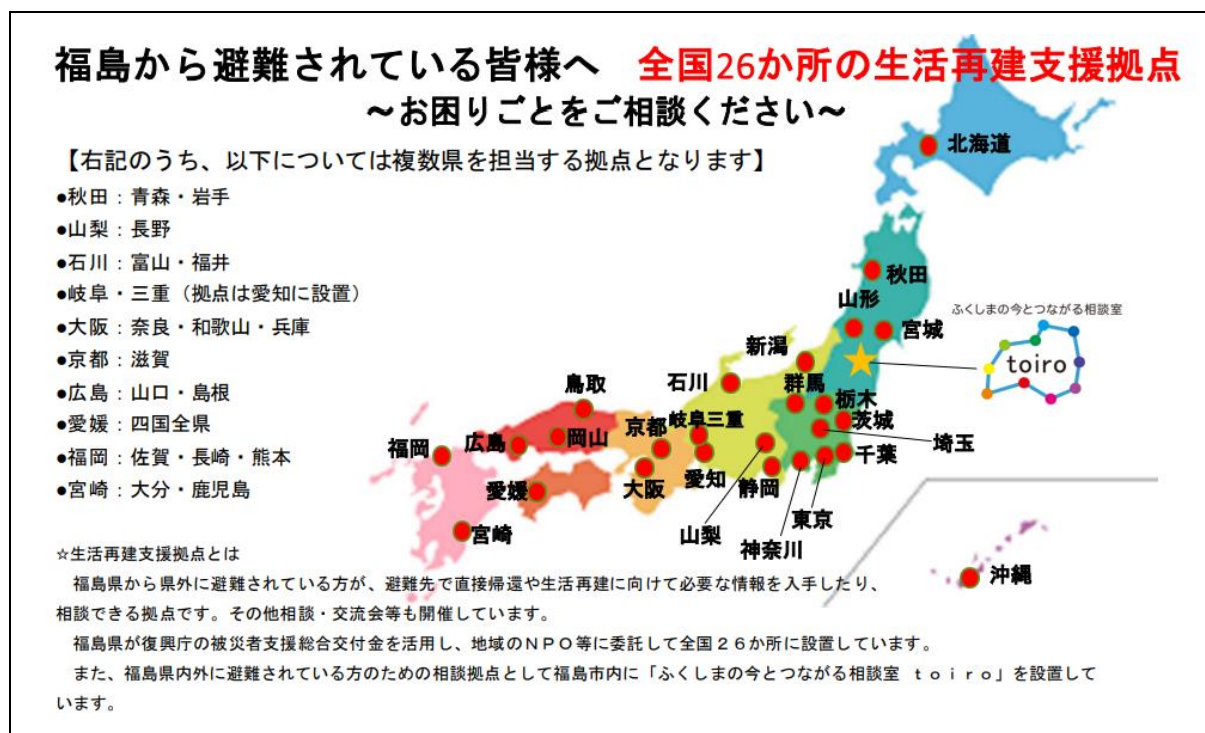 福島から避難されている皆様へ 全国26か所の生活再建支援拠点
～お困りごとをご相談ください～
【右記のうち、以下については複数県を担当する拠点となります】
●秋田：青森・岩手
●山梨：長野
●石川：富山・福井
●岐阜・三重（拠点は愛知に設置）
●大阪：奈良・和歌山・兵庫
●京都：滋賀
●広島：山口・島根
●愛媛：四国全県
●福岡：佐賀・長崎・熊本
●宮崎：大分・鹿児島
北海道
秋田
山形
宮城
ふくしまの今とつながる相談室
toiro
新潟
石川
群馬
栃木
茨城
埼玉
千葉
鳥取
岐阜三重
京都
岡山
広島
福岡
愛媛
大阪
愛知
静岡
東京
山梨
神奈川
宮崎
沖縄
☆生活再建支援拠点とは
福島県から県外に避難されている方が、避難先で直接帰還や生活再建に向けて必要な情報を入手したり、
相談できる拠点です。その他相談・交流会等も開催しています。
福島県が復興庁の被災者支援総合交付金を活用し、地域のＮＰＯ等に委託して全国２６か所に設置しています。
また、福島県内外に避難されている方のための相談拠点として福島市内に「ふくしまの今とつながる相談室 ｔｏｉｒｏ」を設置して
います。